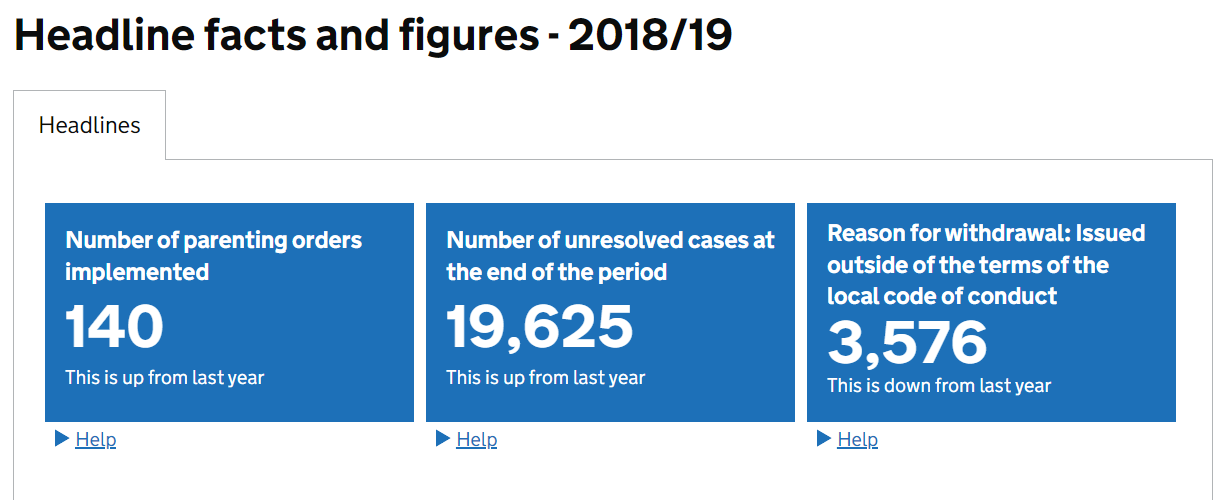 Headline facts and figures - 2018/19
Headlines
Number of parenting orders
implemented
140
This is up from last year
Help
Number of unresolved cases at
the end of the period
19,625
This is up from last year
Help
Reason for withdrawal: Issued
outside of the terms of the
local code of conduct
3,576
This is down from last year
Help